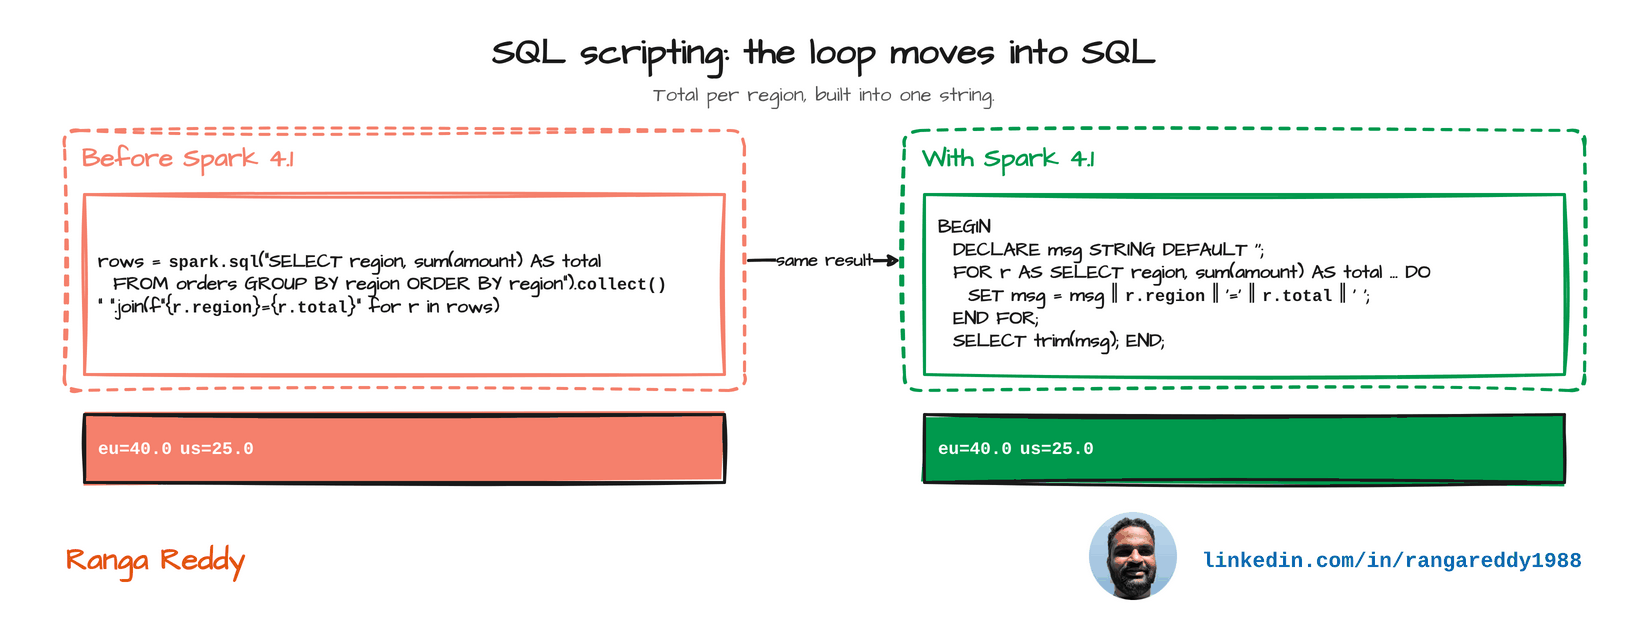 SQL scripting: the loop moves into SQL
Total per region, built into one string.
Before Spark 4.1
rows = spark.sql("SELECT region, sum(amount) AS total
FROM orders GROUP BY region ORDER BY region").collect()
" ".join(f"{r.region}={r.total}" for r in rows)
eu=40.0 us=25.0
same result
With Spark 4.1
BEGIN
DECLARE msg STRING DEFAULT '';
FOR r AS SELECT region, sum(amount) AS total ... DO
SET msg = msg || r.region || '=' || r.total || ' ';
END FOR;
SELECT trim(msg); END;
eu=40.0 us=25.0
Ranga Reddy
linkedin.com/in/rangareddy1988